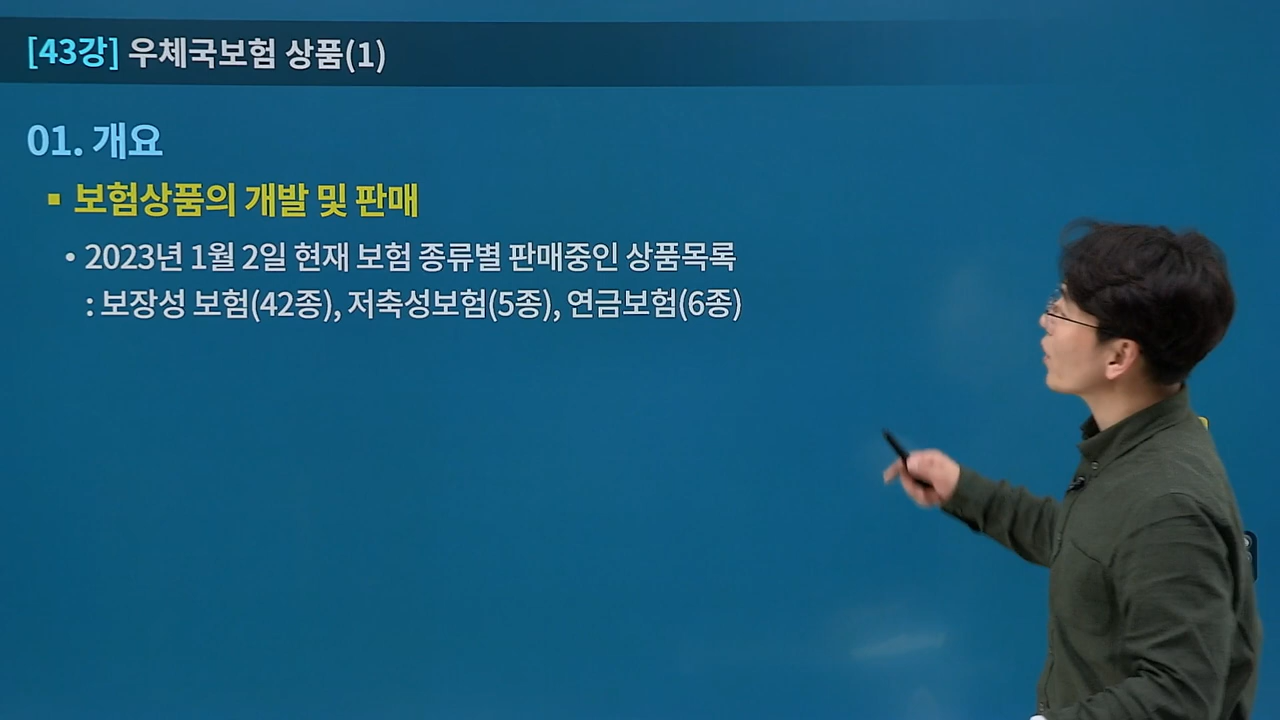 [43강] 우체국보험 상품(1)
01. 개요
▪ 보험상품의 개발 및 판매
• 2023년 1월 2일 현재 보험 종류별 판매중인 상품목록
: 보장성 보험(42종), 저축성보험(5종), 연금보험(6종)